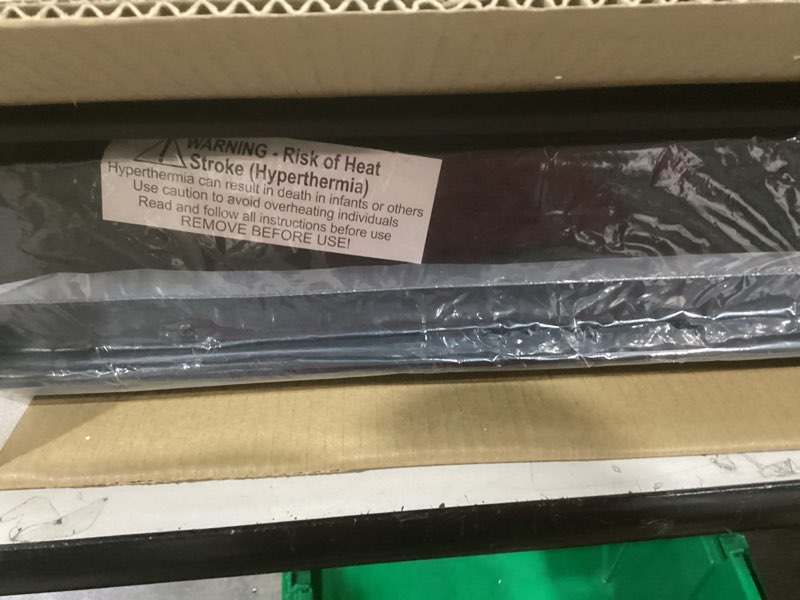 WARNING - Risk of Heat
Stroke (Hyperthermia)
Hyperthermia can result in death in infants or others
Use caution to avoid overheating individuals
Read and follow all instructions before use
REMOVE BEFORE USE!